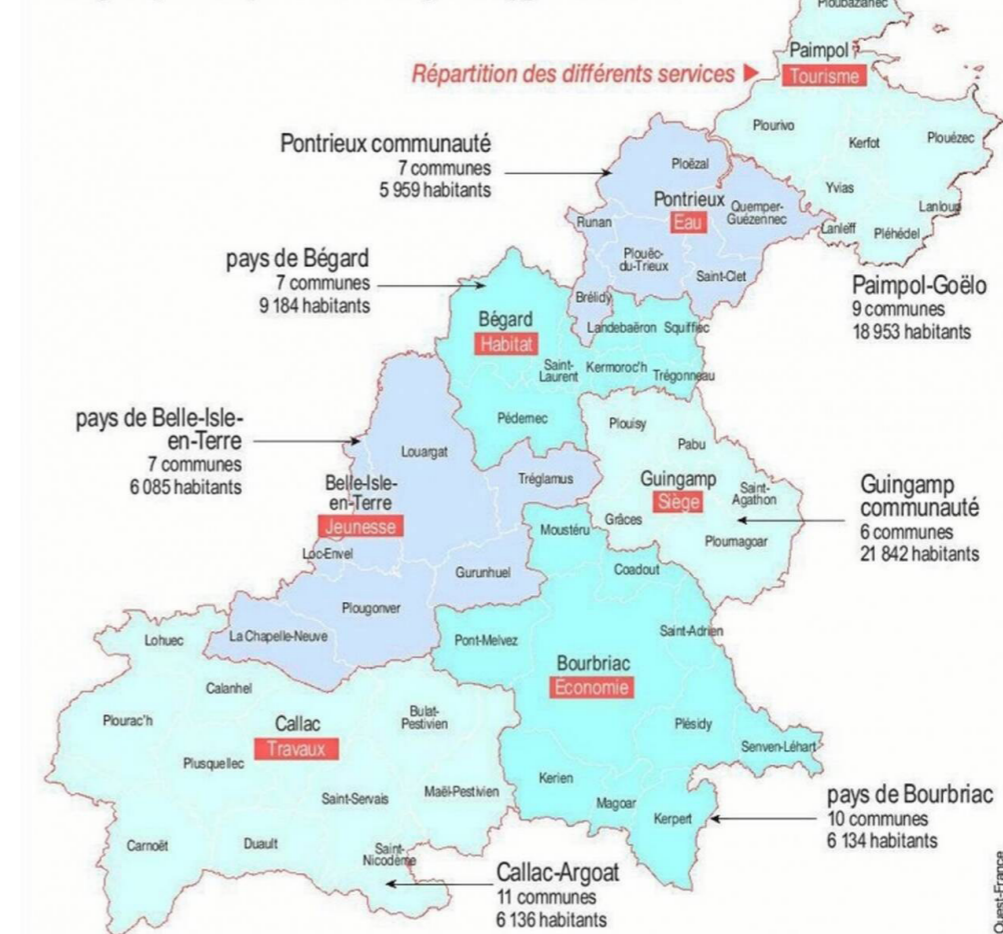 Ploubazlanec
Paimpol
Répartition des différents services
Tourisme
Plourivo
Kerfot
Plouézec
Pontrieux communauté
7 communes
5 959 habitants
Ploëzal
Yvias
Pontrieux
Eau
Quemper-
Guézennec
Lanloup
Runan
Lanleff
Pléhédel
Plouëc-
du-Trieux
Saint-Clet
pays de Bégard
7 communes
9 184 habitants
Paimpol-Goëlo
9 communes
18 953 habitants
Brélidy
Bégard
Habitat
Landebaëron
Squiffiec
Saint-
Laurent
Kermoroc'h
Trégonneau
Pédernec
Plouisy
Pabu
pays de Belle-Isle-
en-Terre
7 communes
6 085 habitants
Louargat
Tréglamus
Guingamp
Siège
Saint-
Agathon
Guingamp
communauté
6 communes
21 842 habitants
Belle-Isle-
en-Terre
Jeunesse
Grâces
Moustéru
Ploumagoar
Loc-Envel
Gurunhuel
Coadout
Plougonver
La Chapelle-Neuve
Lohuec
Pont-Melvez
Saint-Adrien
Bourbriac
Économie
Calanhel
Plourac'h
Callac
Travaux
Bulat-
Pestivien
Plésidy
Senven-Léhart
Plusquellec
Saint-Servais
Maël-Pestivien
Kerien
Magoar
Kerpert
pays de Bourbriac
10 communes
6 134 habitants
Carnoët
Duault
Saint-
Nicodème
Callac-Argoat
11 communes
6 136 habitants
Ouest-France